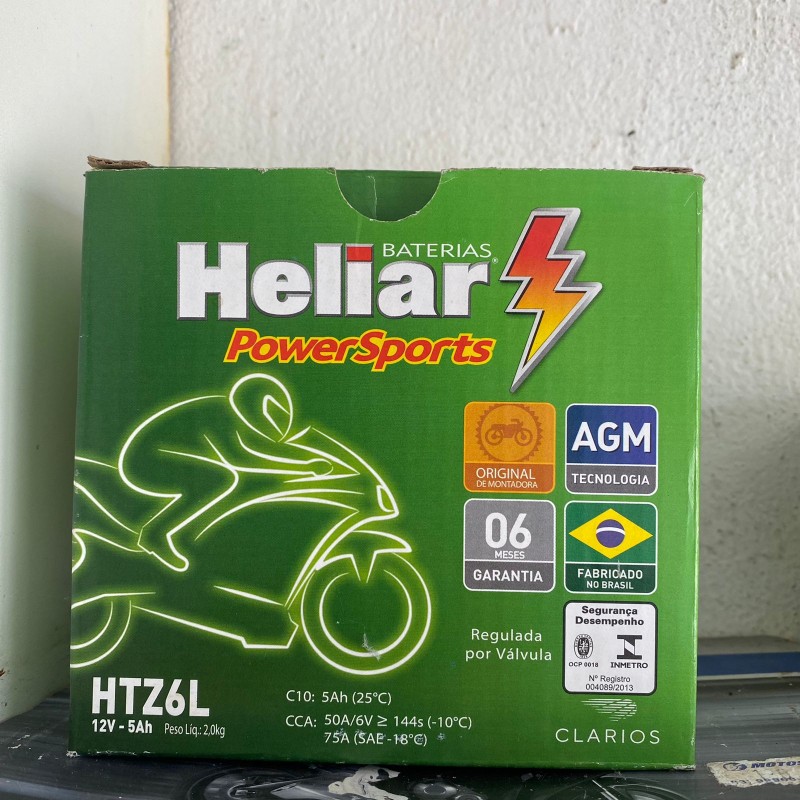 BATERIAS
Heliar
PowerSports
ORIGINAL
DE MONTADORA
AGM
TECNOLOGIA
06
MESES
GARANTIA
FABRICADO
NO BRASIL
Regulada
por Válvula
Segurança
Desempenho
OCP 0018
INMETRO
Nº Registro
004089/2013
HTZ6L
12V - 5Ah Peso Líq.: 2,0kg
C10: 5Ah (25°C)
CCA: 50A/6V ≥ 144s (-10°C)
75A (SAE -18°C)
CLARIOS